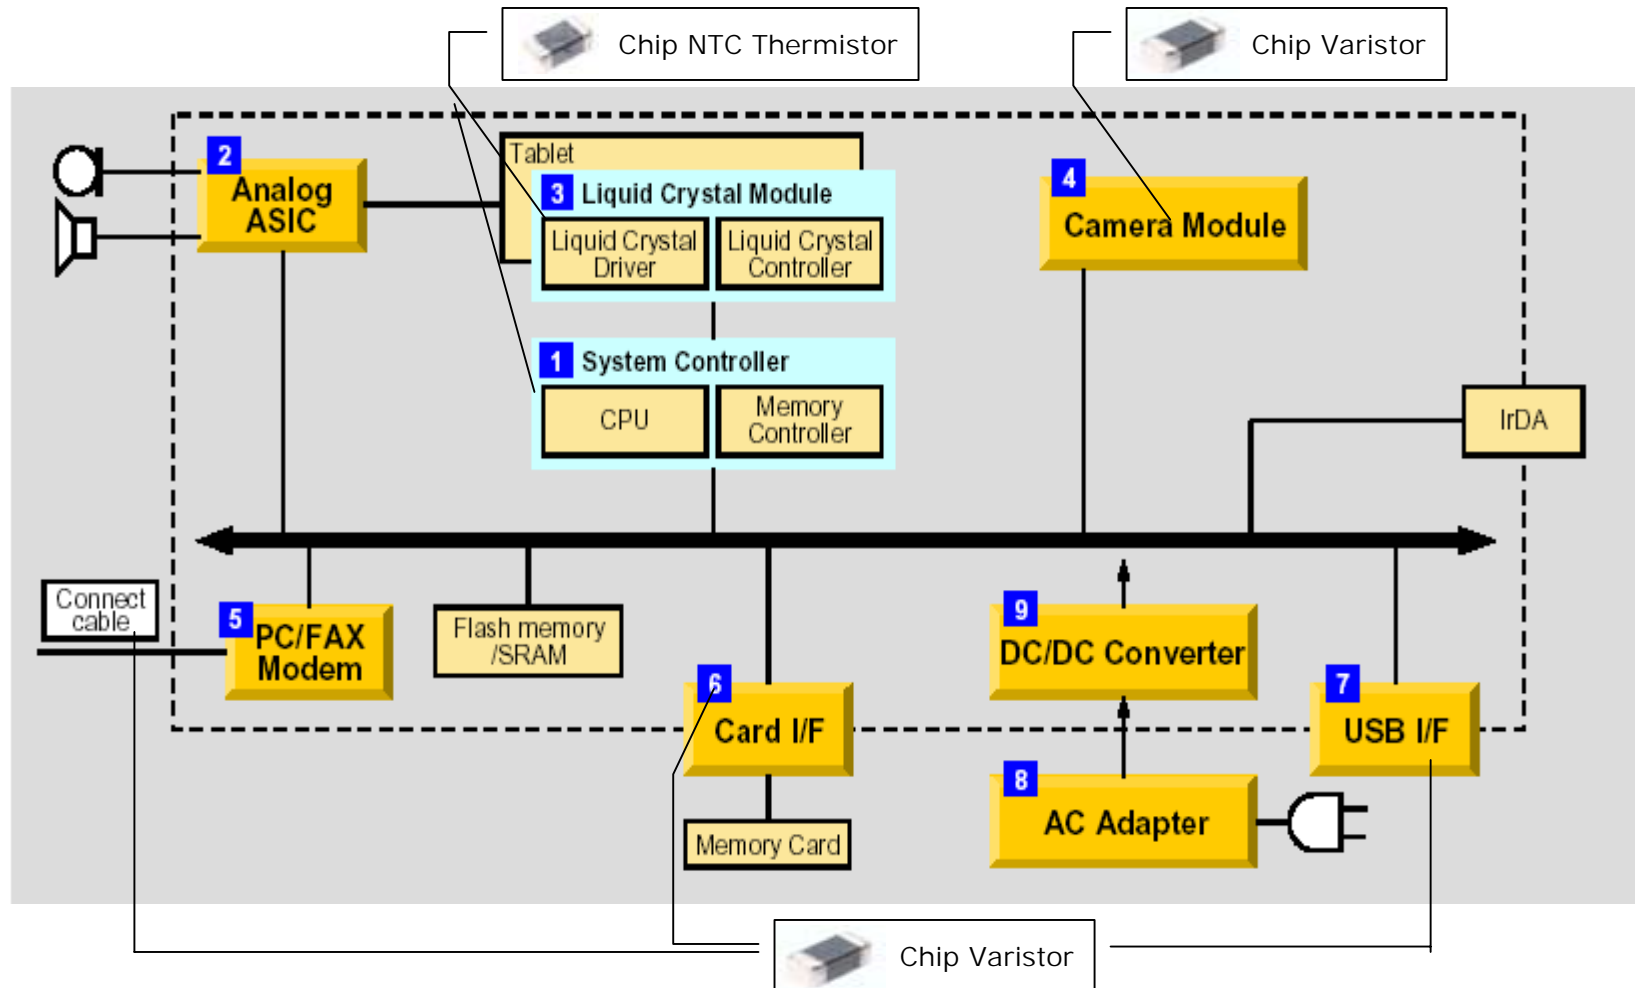 Chip NTC Thermistor
Chip Varistor
2
Analog
ASIC
Tablet
3 Liquid Crystal Module
Liquid Crystal
Driver
Liquid Crystal
Controller
4
Camera Module
1 System Controller
CPU
Memory
Controller
IrDA
Connect
cable
5
PC/FAX
Modem
Flash memory
/SRAM
6
Card I/F
Memory Card
9
DC/DC Converter
8
AC Adapter
7
USB I/F
Chip Varistor